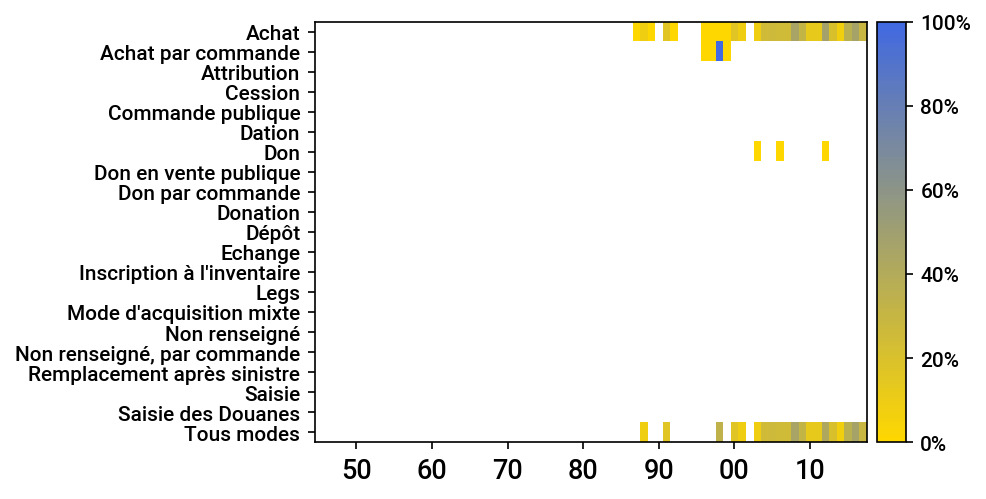 Achat
Achat par commande
Attribution
Cession
Commande publique
Dation
Don
Don en vente publique
Don par commande
Donation
Dépôt
Echange
Inscription à l'inventaire
Legs
Mode d'acquisition mixte
Non renseigné
Non renseigné, par commande
Remplacement après sinistre
Saisie
Saisie des Douanes
Tous modes
50 60 70 80 90 00 10
100%
80%
60%
40%
20%
0%